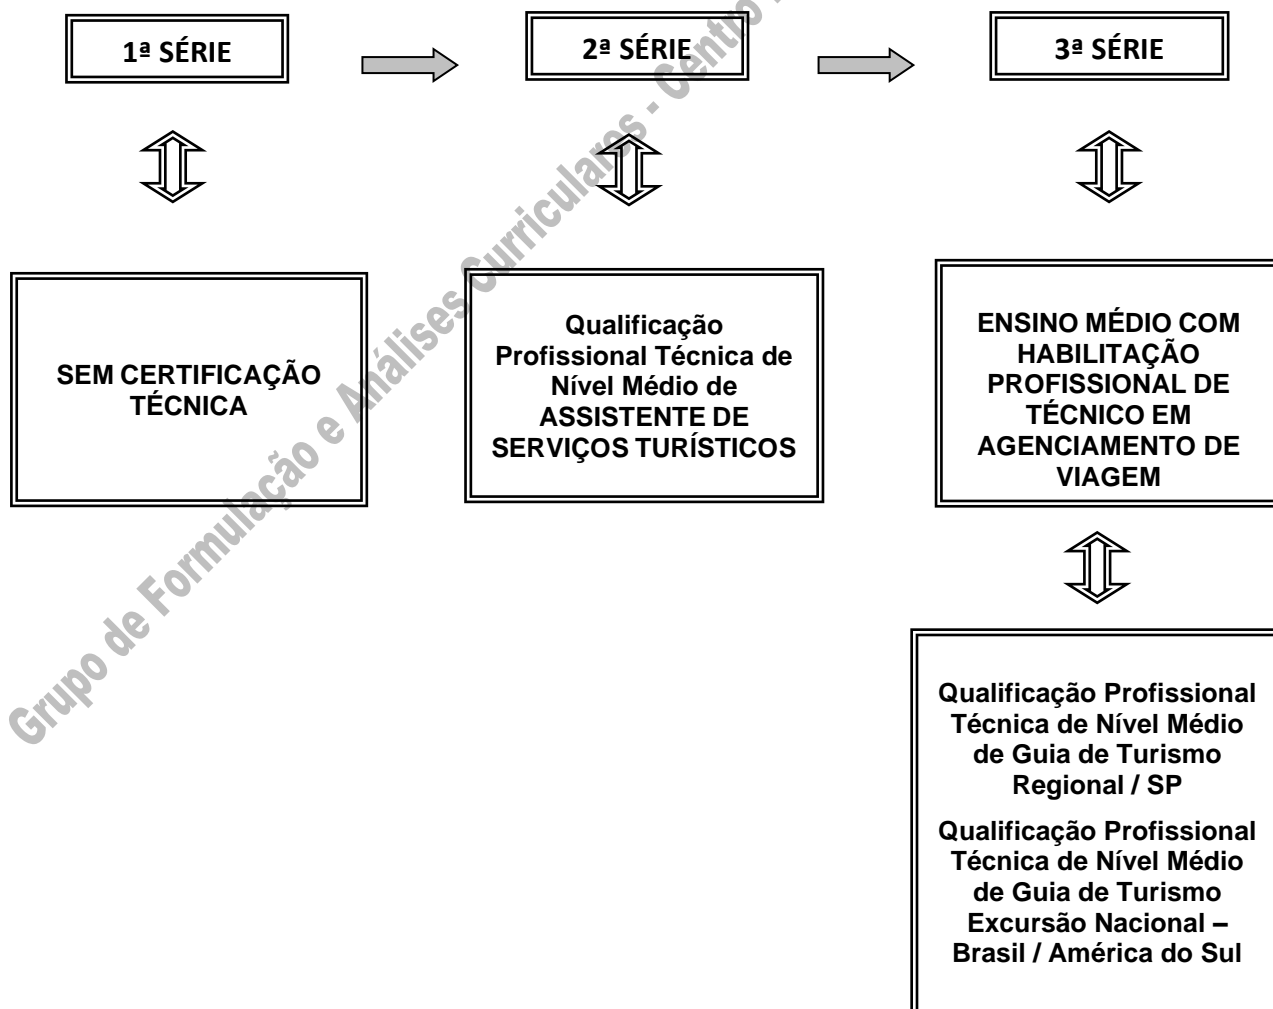 1ª SÉRIE
2ª SÉRIE
3ª SÉRIE
SEM CERTIFICAÇÃO
TÉCNICA
Qualificação
Profissional Técnica de
Nível Médio de
ASSISTENTE DE
SERVIÇOS TURÍSTICOS
ENSINO MÉDIO COM
HABILITAÇÃO
PROFISSIONAL DE
TÉCNICO EM
AGENCIAMENTO DE
VIAGEM
Qualificação Profissional
Técnica de Nível Médio
de Guia de Turismo
Regional / SP
Qualificação Profissional
Técnica de Nível Médio
de Guia de Turismo
Excursão Nacional –
Brasil / América do Sul
Grupo de Formulação e Análises Curriculares - Centro